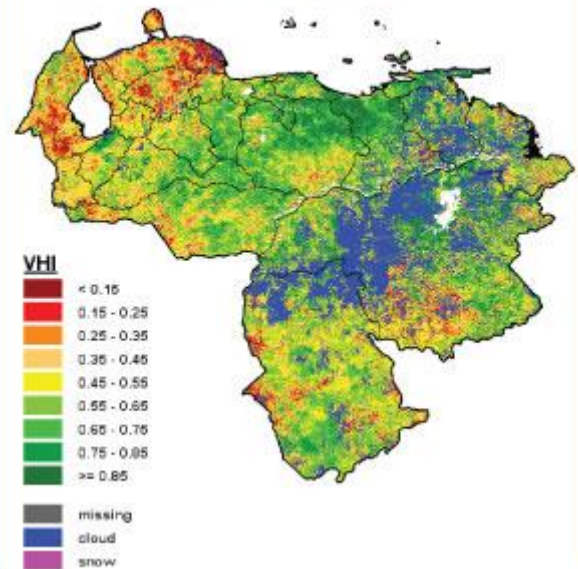 VHI
< 0.15
0.15 - 0.25
0.25 - 0.35
0.35 - 0.45
0.45 - 0.55
0.55 - 0.65
0.65 - 0.75
0.75 - 0.85
>= 0.85
missing
cloud
snow